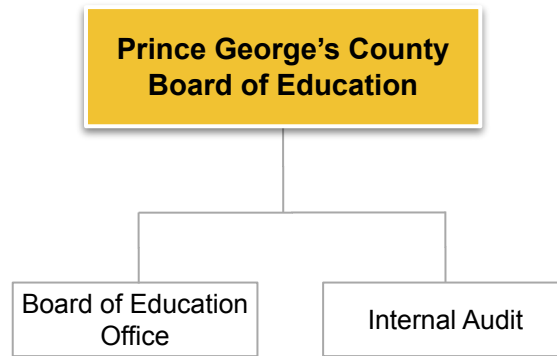 Prince George’s County
Board of Education
Board of Education
Office
Internal Audit